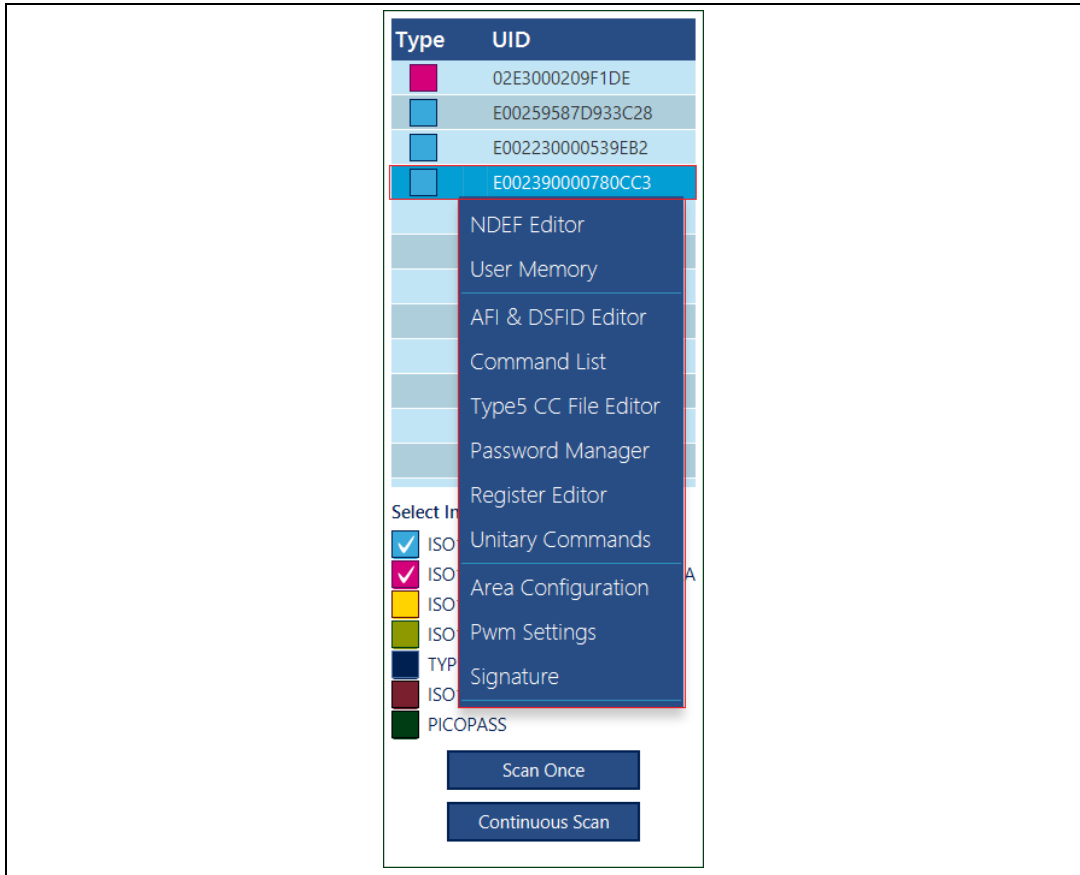 Type UID
02E3000209F1DE
E00259587D933C28
E002230000539EB2
E002390000780CC3
NDEF Editor
User Memory
AFI & DSFID Editor
Command List
Type5 CC File Editor
Password Manager
Register Editor
Unitary Commands
Area Configuration
Pwm Settings
Signature
Select In
ISO
ISO A
ISO
ISO
TYP
ISO
PICOPASS
Scan Once
Continuous Scan